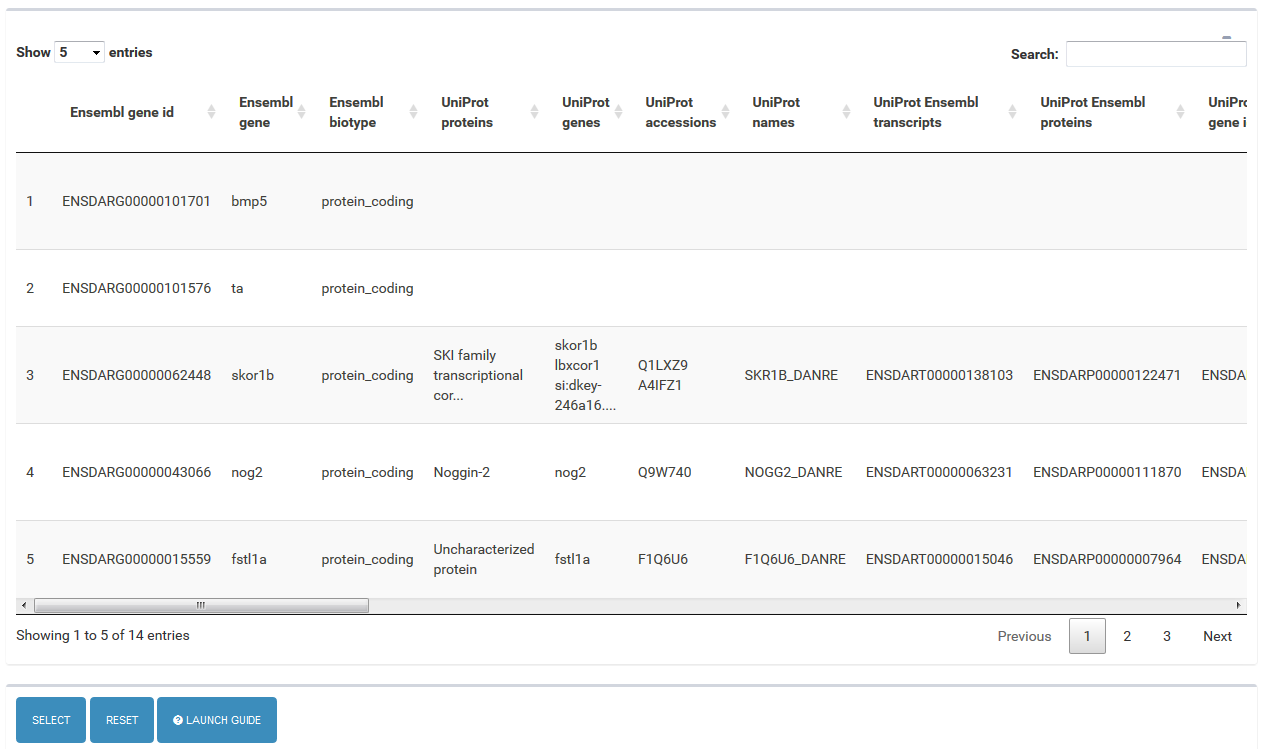 Show 5 entries
Search:
Ensembl gene id
Ensembl gene
Ensembl biotype
UniProt proteins
UniProt genes
UniProt accessions
UniProt names
UniProt Ensembl transcripts
UniProt Ensembl proteins
gene i
1 ENSDARG00000101701 bmp5 protein_coding
2 ENSDARG00000101576 ta protein_coding
3 ENSDARG00000062448 skor1b protein_coding SKI family transcriptional cor... skor1b lbxcor1 si:dkey-246a16.... Q1LXZ9 A4IFZ1 SKR1B_DANRE ENSDART00000138103 ENSDARP00000122471 ENSDA
4 ENSDARG00000043066 nog2 protein_coding Noggin-2 nog2 Q9W740 NOGG2_DANRE ENSDART00000063231 ENSDARP00000111870 ENSDA
5 ENSDARG00000015559 fstl1a protein_coding Uncharacterized protein fstl1a F1Q6U6 F1Q6U6_DANRE ENSDART00000015046 ENSDARP00000007964 ENSDA
Showing 1 to 5 of 14 entries
Previous 1 2 3 Next
SELECT RESET LAUNCH GUIDE